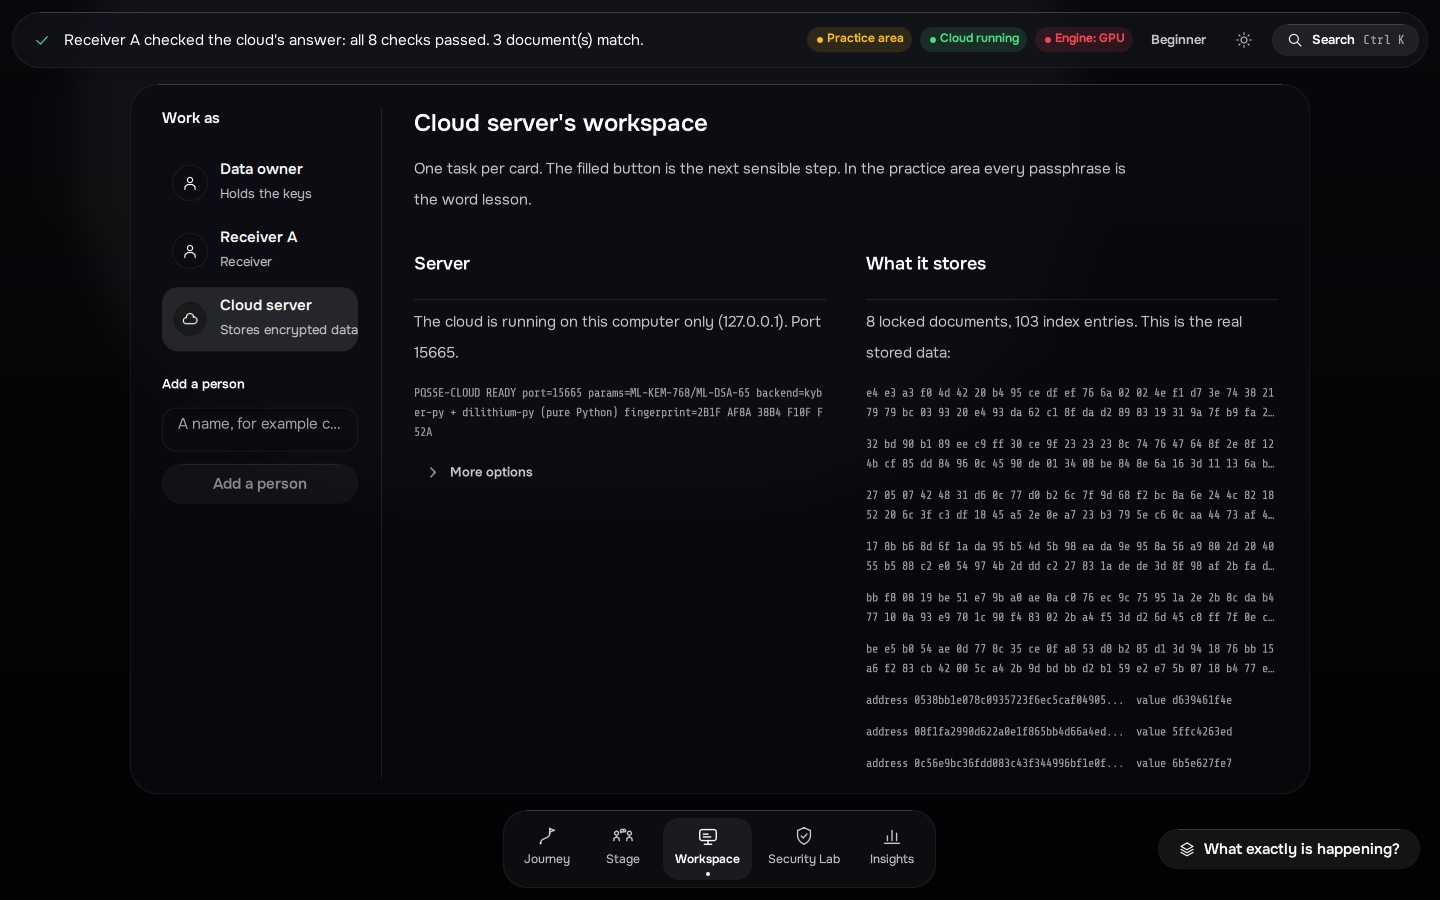 Receiver A checked the cloud's answer: all 8 checks passed. 3 document(s) match.
Practice area
Cloud running
Engine: GPU
Beginner
Search Ctrl K
Work as
Data owner
Holds the keys
Receiver A
Receiver
Cloud server
Stores encrypted data
Add a person
A name, for example c...
Add a person
Cloud server's workspace
One task per card. The filled button is the next sensible step. In the practice area every passphrase is
the word lesson.
Server
The cloud is running on this computer only (127.0.0.1). Port
15665.
PQSSE-CLOUD READY port=15665 params=ML-KEM-768/ML-DSA-65 backend=kyb
er-py + dilithium-py (pure Python) fingerprint=2B1F AF8A 38B4 F10F F
52A
More options
What it stores
8 locked documents, 103 index entries. This is the real
stored data:
e4 e3 a3 f0 4d 42 20 b4 95 ce df ef 76 6a 02 02 4e f1 d7 3e 74 38 21
79 79 bc 03 93 20 e4 93 da 62 c1 8f da d2 89 83 19 31 9a 7f b9 fa 2…
32 bd 90 b1 89 ee c9 ff 30 ce 9f 23 23 23 8c 74 76 47 64 8f 2e 8f 12
4b cf 85 dd 84 96 0c 45 90 de 01 34 08 be 84 8e 6a 16 3d 11 13 6a b…
27 05 07 42 48 31 d6 0c 77 d0 b2 6c 7f 9d 68 f2 bc 8a 6e 24 4c 82 18
52 20 6c 3f c3 df 18 45 a5 2e 0e a7 23 b3 79 5e c6 0c aa 44 73 af 4…
17 8b b6 8d 6f 1a da 95 b5 4d 5b 98 ea da 9e 95 8a 56 a9 80 2d 20 40
55 b5 88 c2 e0 54 97 4b 2d dd c2 27 83 1a de de 3d 8f 98 af 2b fa d…
bb f8 08 19 be 51 e7 9b a0 ae 0a c0 76 ec 9c 75 95 1a 2e 2b 8c da b4
77 10 0a 93 e9 70 1c 90 f4 83 02 2b a4 f5 3d d2 6d 45 c8 ff 7f 0e c…
be e5 b0 54 ae 0d 77 8c 35 ce 0f a8 53 d8 b2 85 d1 3d 94 18 76 bb 15
a6 f2 83 cb 42 00 5c a4 2b 9d bd bb d2 b1 59 e2 e7 5b 07 18 b4 77 e…
address 0538bb1e078c0935723f6ec5caf04905... value d639461f4e
address 08f1fa2990d622a0e1f865bb4d66a4ed... value 5ffc4263ed
address 0c56e9bc36fdd083c43f344996bf1e0f... value 6b5e627fe7
Journey
Stage
Workspace
Security Lab
Insights
What exactly is happening?